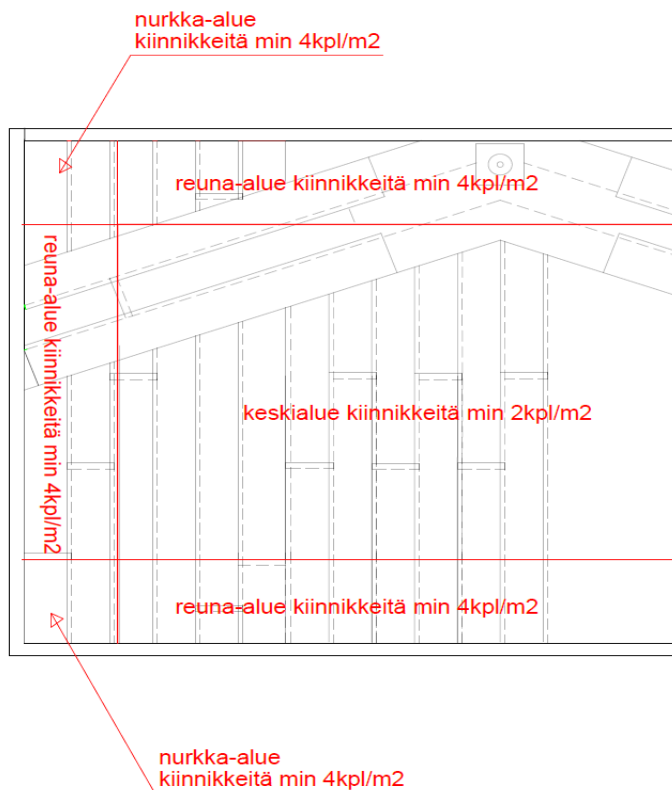 nurkka-alue
kiinnikkeitä min 4kpl/m2
reuna-alue kiinnikkeitä min 4kpl/m2
reuna-alue kiinnikkeitä min 4kpl/m2
keskialue kiinnikkeitä min 2kpl/m2
reuna-alue kiinnikkeitä min 4kpl/m2
nurkka-alue
kiinnikkeitä min 4kpl/m2